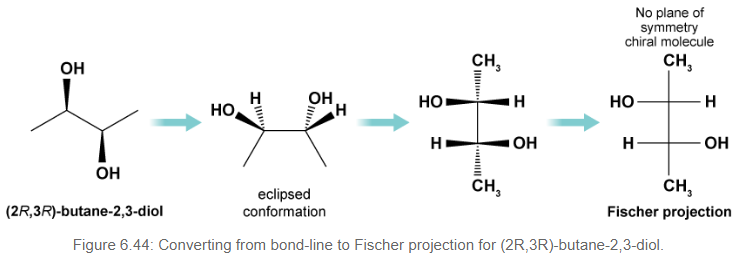 No plane of
symmetry
chiral molecule
OH
OH
(2R,3R)-butane-2,3-diol
HO
H
OH
H
eclipsed
conformation
CH3
HO
H
H
OH
CH3
CH3
HO
H
H
OH
CH3
Fischer projection
Figure 6.44: Converting from bond-line to Fischer projection for (2R,3R)-butane-2,3-diol.